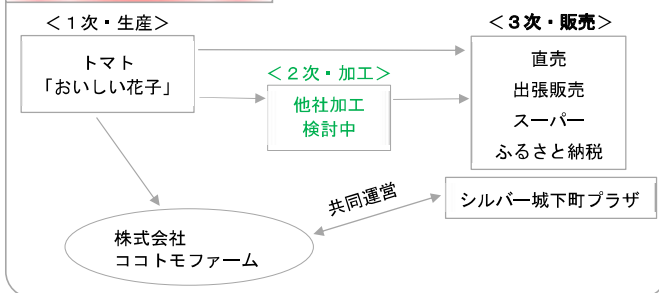 ＜１次・生産＞
トマト
「おいしい花子」
＜２次・加工＞
他社加工
検討中
＜３次・販売＞
直売
出張販売
スーパー
ふるさと納税
シルバー城下町プラザ
共同運営
株式会社
ココトモファーム